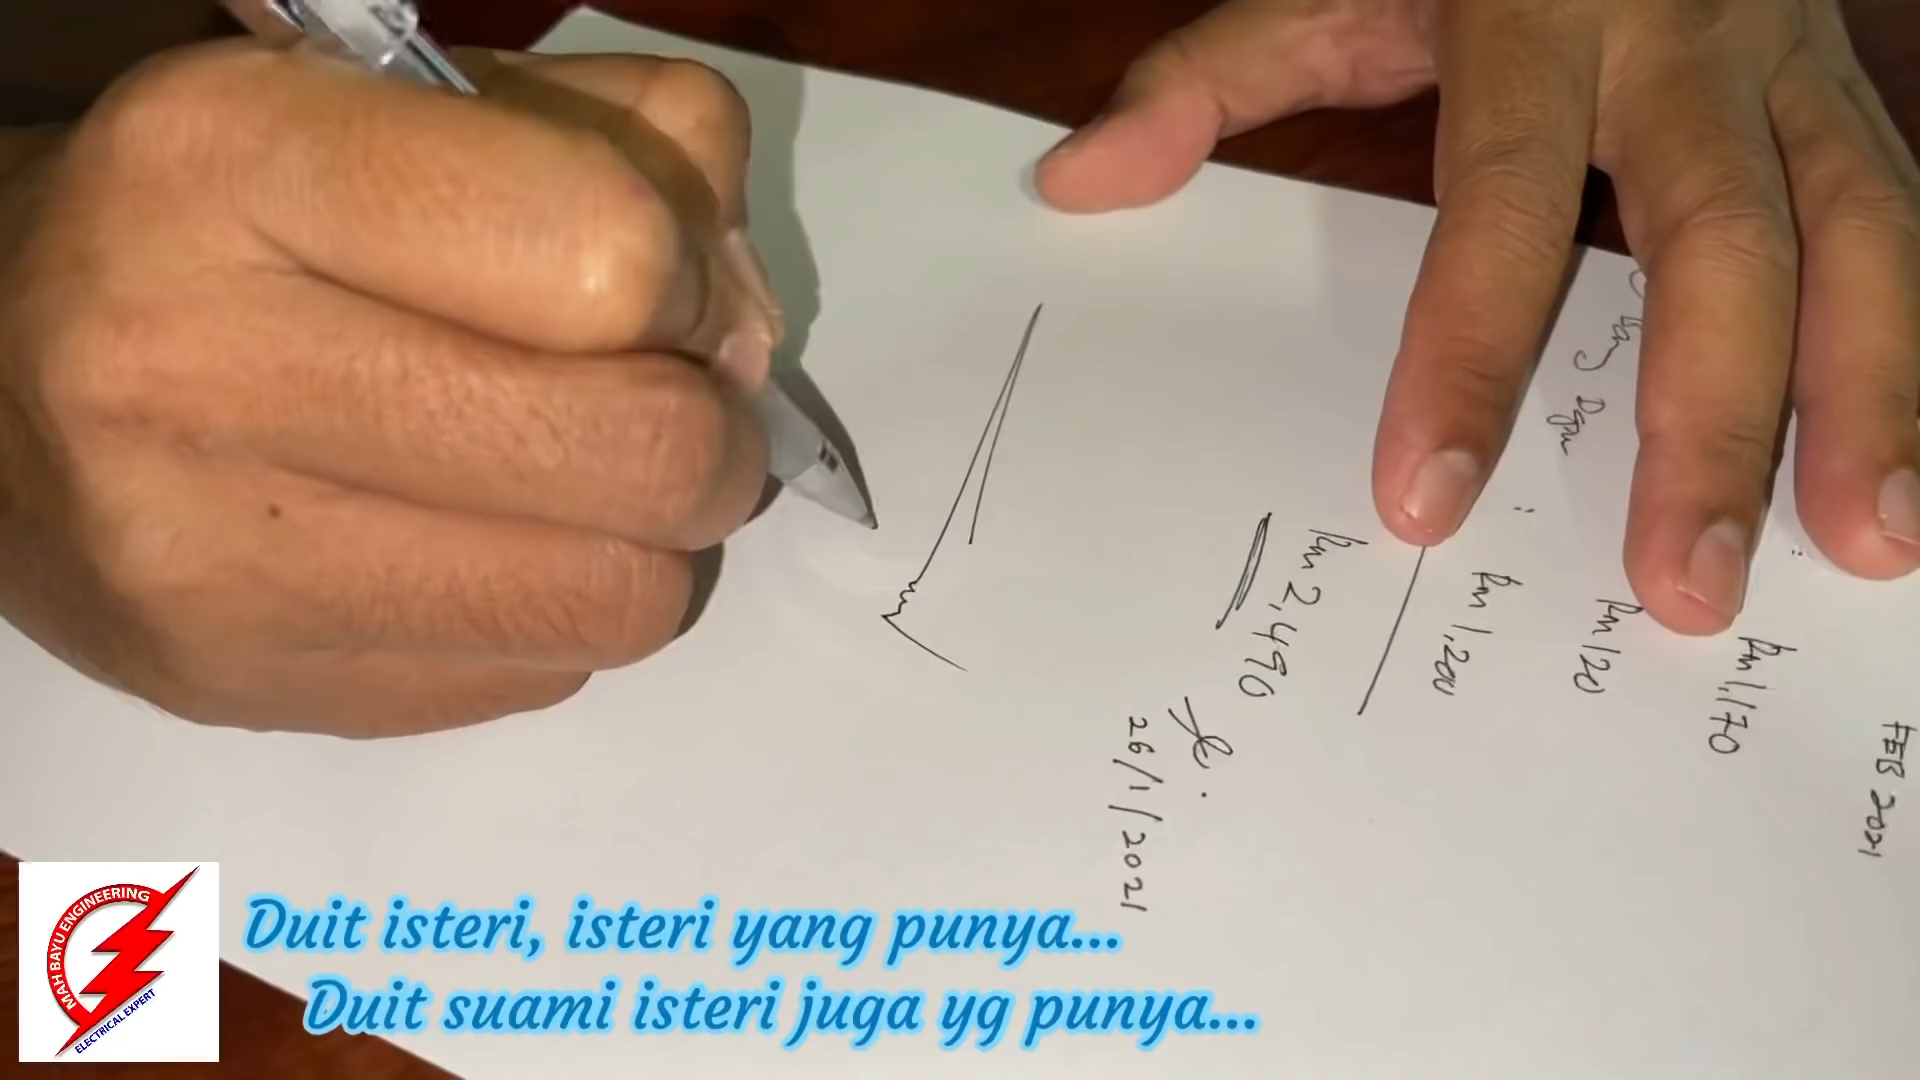 FEB 2021
: Rm 1,170
Rm 120
: Rm 1,200
Rm 2,490
26/1/2021
MAH BAYU ENGINEERING
ELECTRICAL EXPERT
Duit isteri, isteri yang punya...
Duit suami isteri juga yg punya...